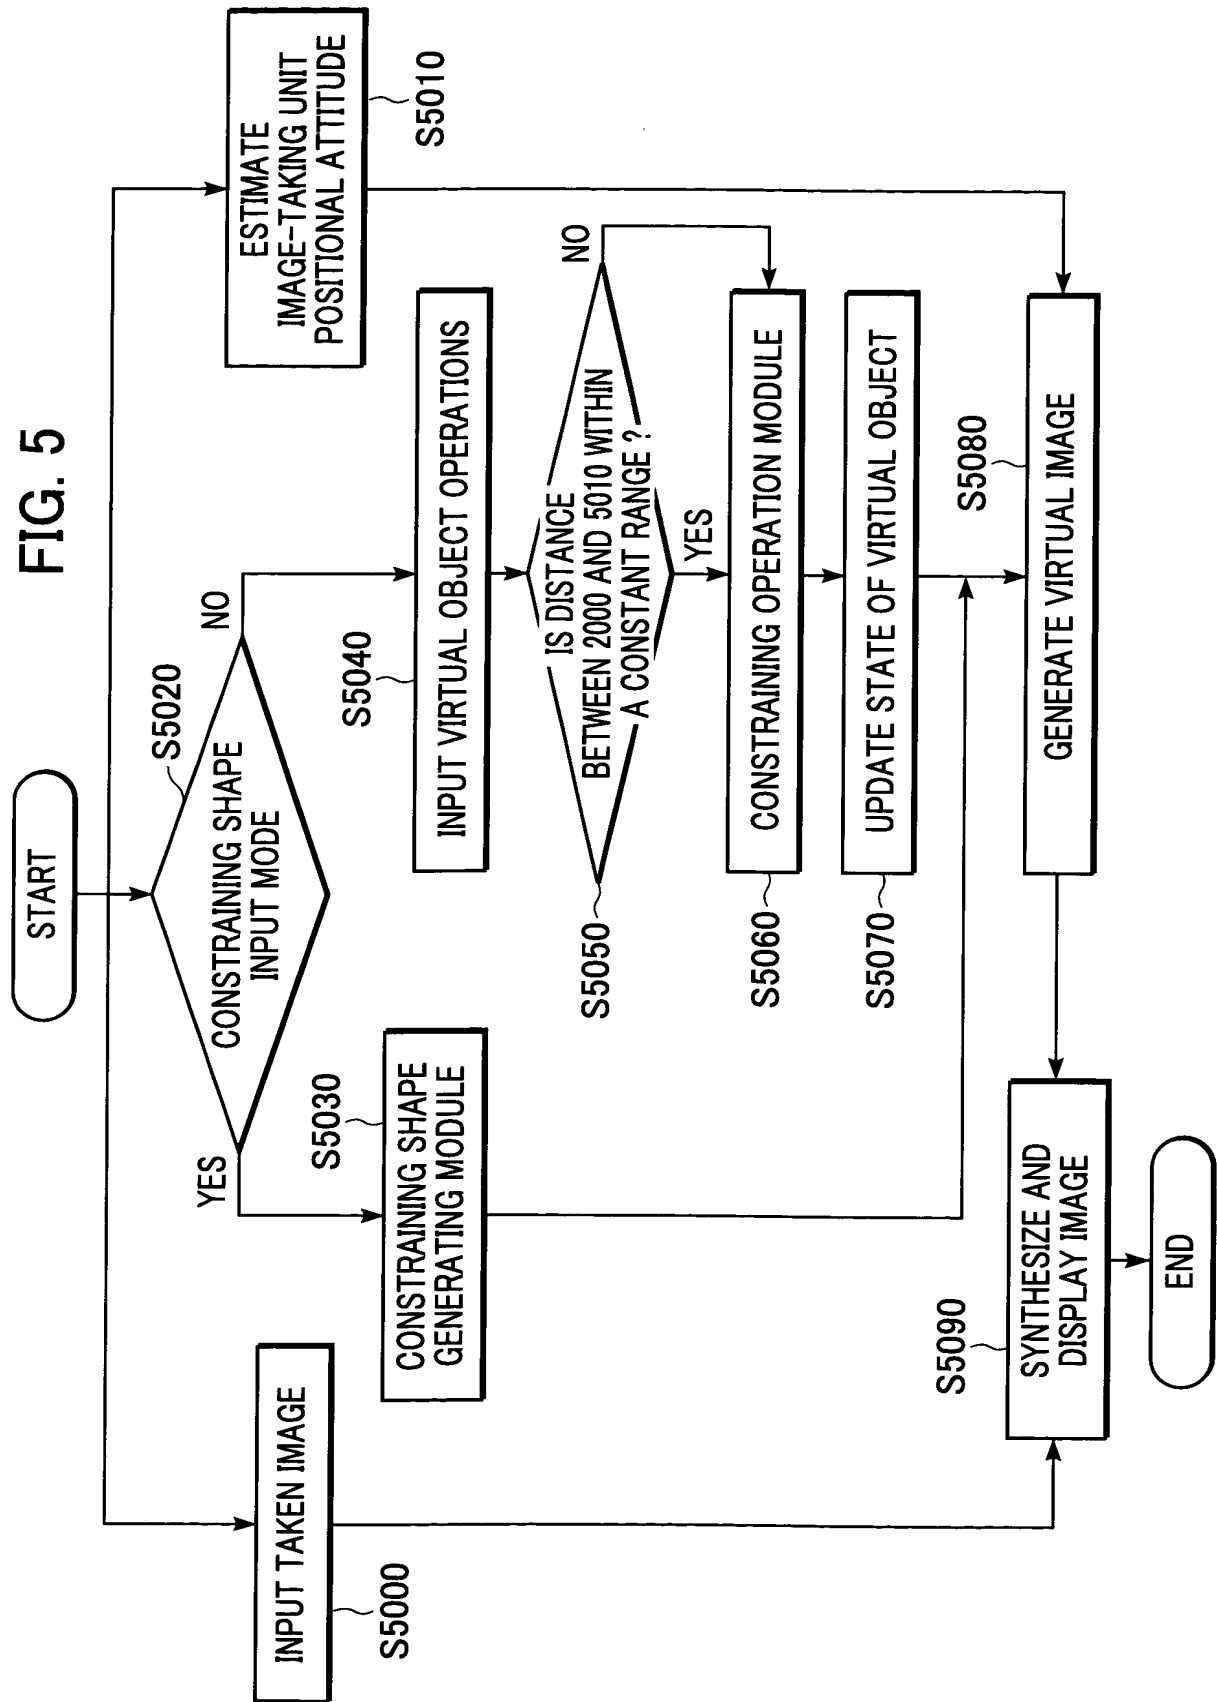 FIG. 5
START
S5020
CONSTRAINING SHAPE
INPUT MODE
YES
NO
INPUT TAKEN IMAGE
S5000
ESTIMATE
IMAGE-TAKING UNIT
POSITIONAL ATTITUDE
S5010
S5030
CONSTRAINING SHAPE
GENERATING MODULE
S5040
INPUT VIRTUAL OBJECT OPERATIONS
IS DISTANCE
BETWEEN 2000 AND 5010 WITHIN
A CONSTANT RANGE ?
S5050
NO
YES
CONSTRAINING OPERATION MODULE
S5060
UPDATE STATE OF VIRTUAL OBJECT
S5070
S5080
GENERATE VIRTUAL IMAGE
S5090
SYNTHESIZE AND
DISPLAY IMAGE
END